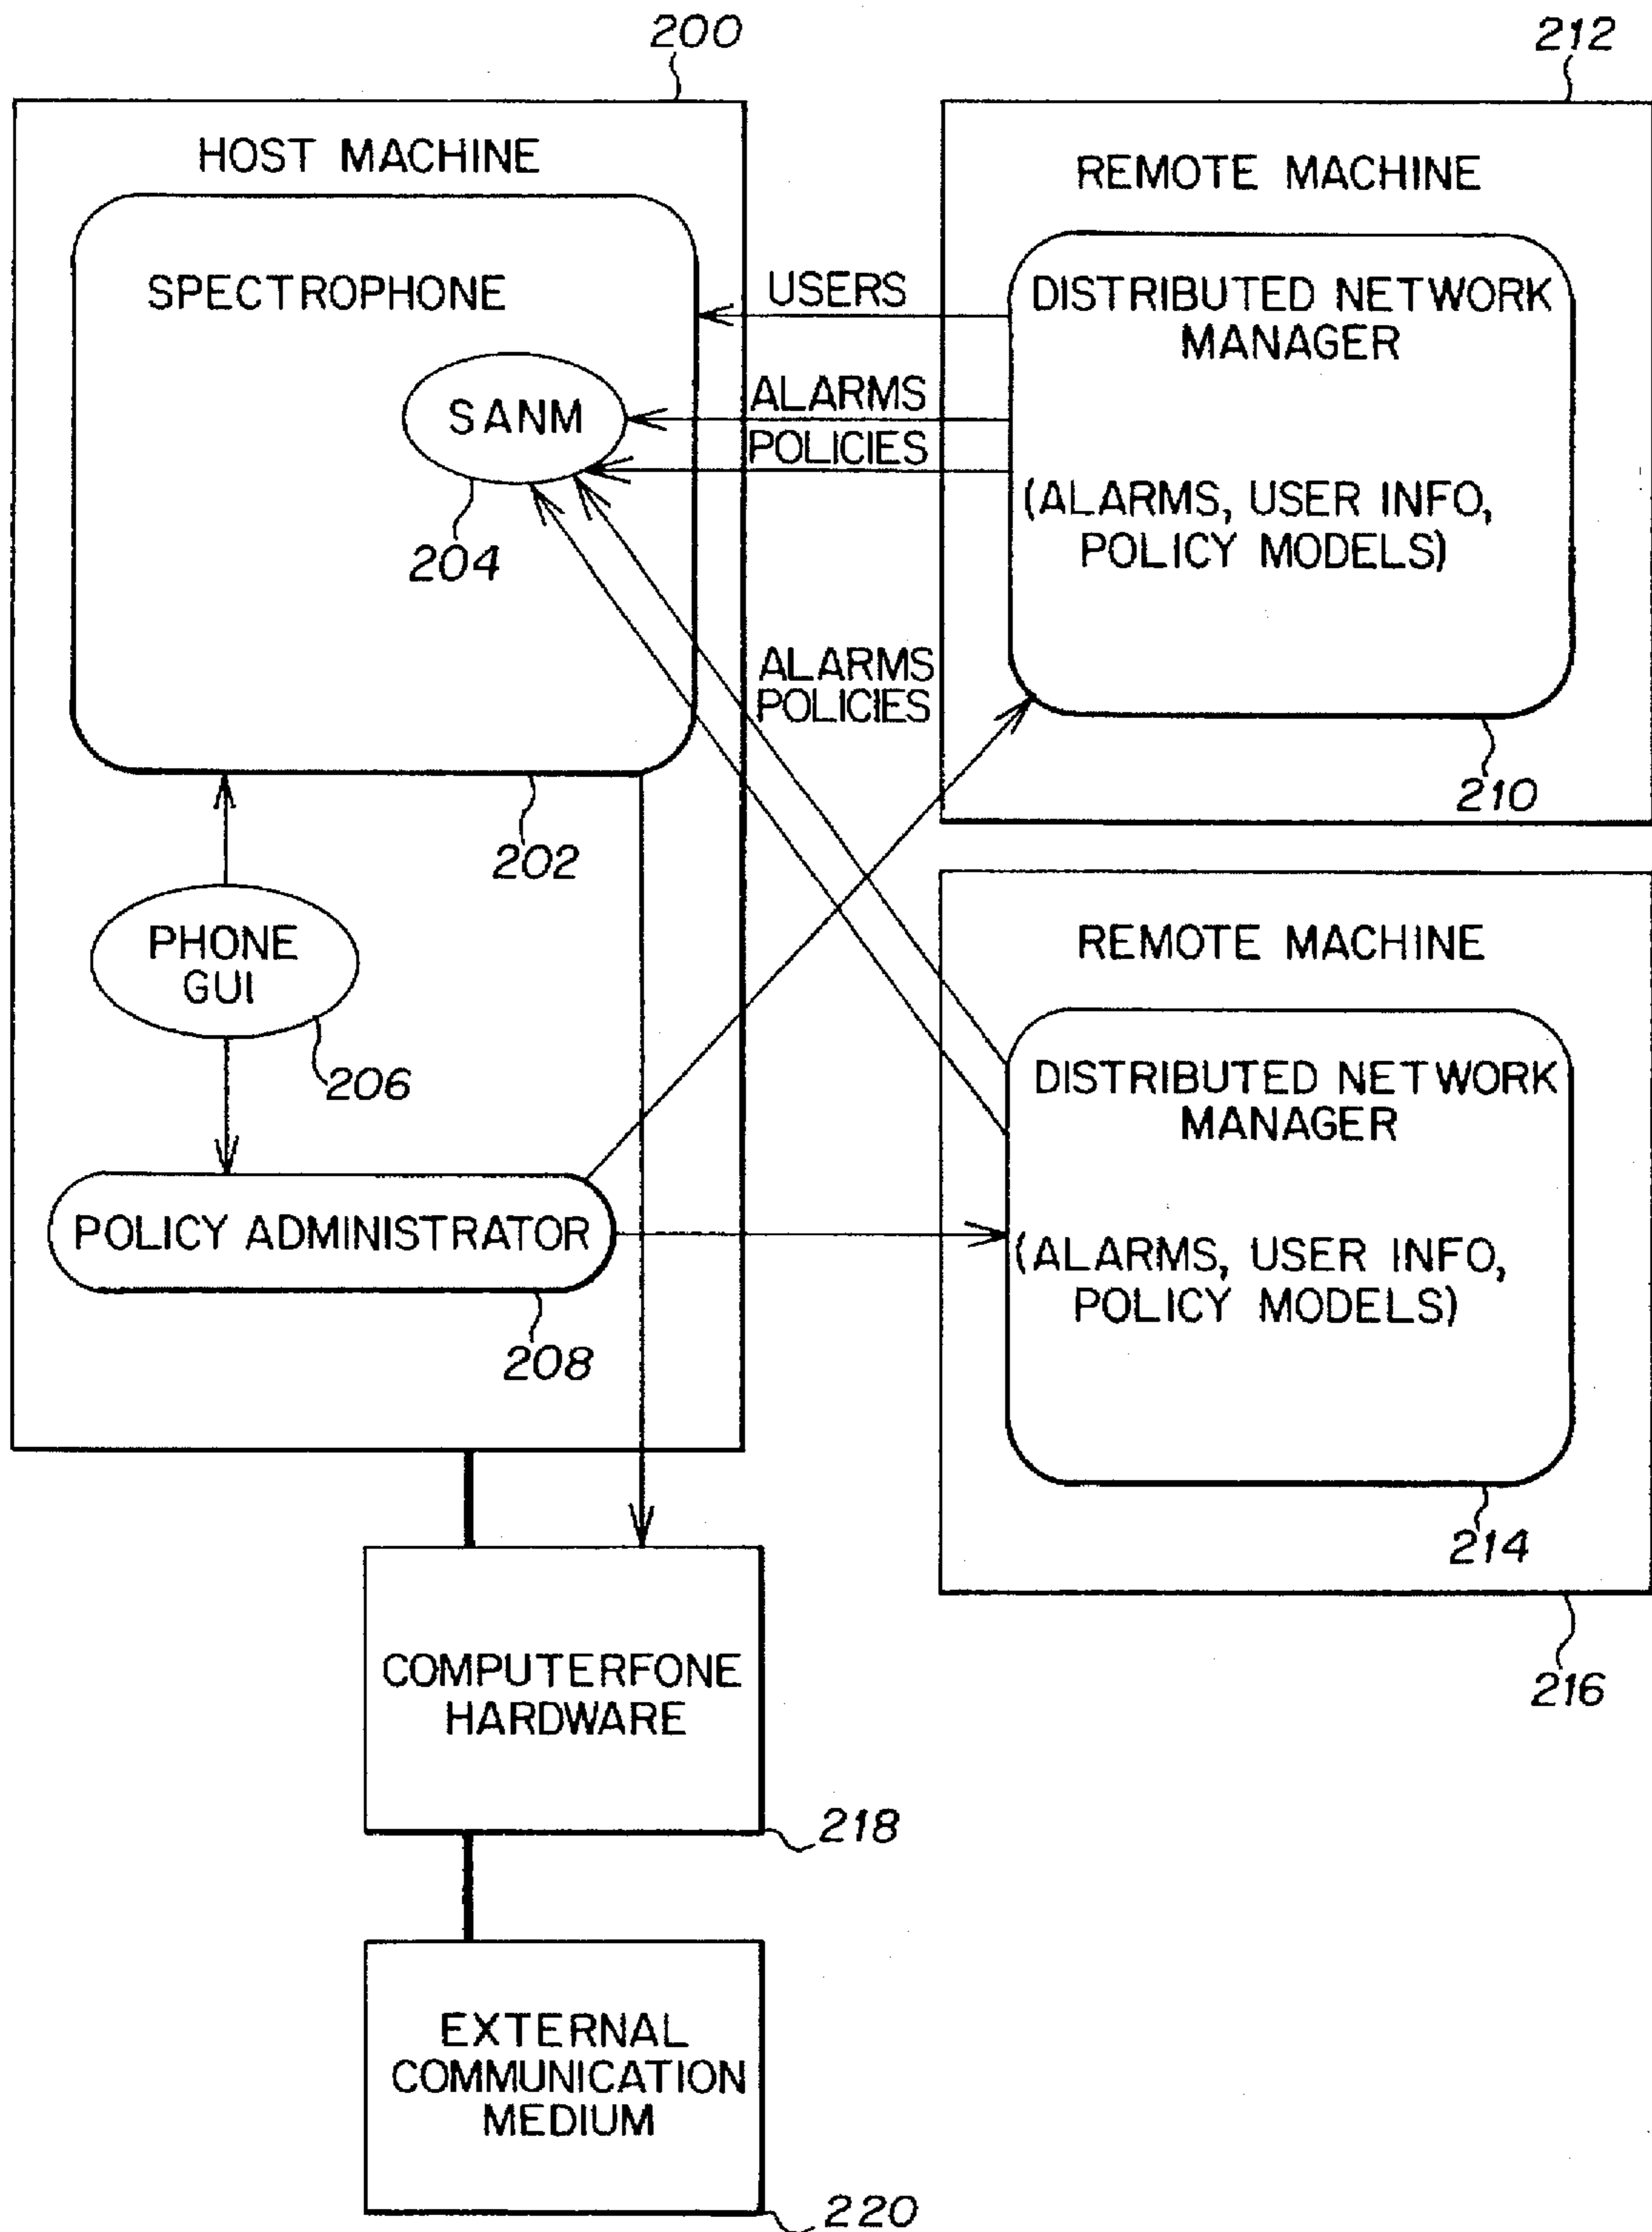 200
212
HOST MACHINE
REMOTE MACHINE
SPECTROPHONE
USERS
DISTRIBUTED NETWORK
MANAGER
SANM
ALARMS
POLICIES
(ALARMS, USER INFO,
POLICY MODELS)
204
ALARMS
POLICIES
210
202
PHONE
GUI
REMOTE MACHINE
206
DISTRIBUTED NETWORK
MANAGER
POLICY ADMINISTRATOR
(ALARMS, USER INFO,
POLICY MODELS)
208
214
COMPUTERFONE
HARDWARE
216
218
EXTERNAL
COMMUNICATION
MEDIUM
220